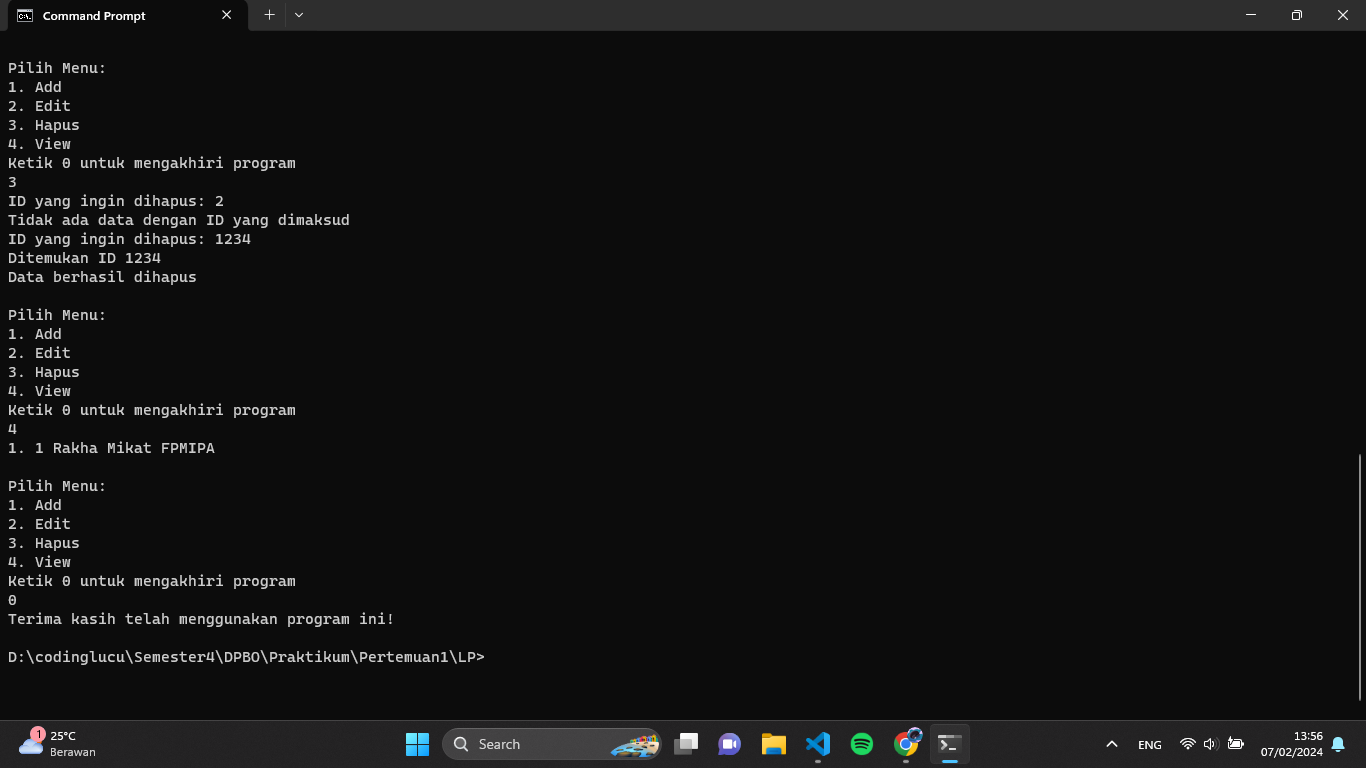 Command Prompt
Pilih Menu:
1. Add
2. Edit
3. Hapus
4. View
Ketik 0 untuk mengakhiri program
3
ID yang ingin dihapus: 2
Tidak ada data dengan ID yang dimaksud
ID yang ingin dihapus: 1234
Ditemukan ID 1234
Data berhasil dihapus
Pilih Menu:
1. Add
2. Edit
3. Hapus
4. View
Ketik 0 untuk mengakhiri program
4
1. 1 Rakha Mikat FPMIPA
Pilih Menu:
1. Add
2. Edit
3. Hapus
4. View
Ketik 0 untuk mengakhiri program
0
Terima kasih telah menggunakan program ini!
D:\codinglucu\Semester4\DPBO\Praktikum\Pertemuan1\LP>
1
25°C
Berawan
Search
ENG
13:56
07/02/2024